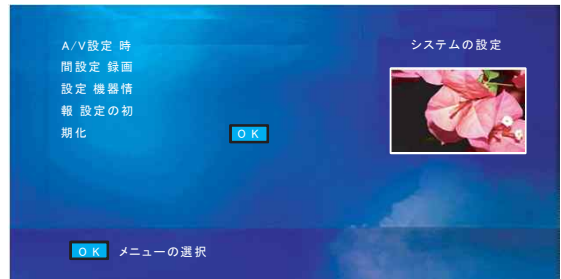 A/V設定 時
間設定 録画
設定 機器情
報 設定の初
期化
OK
システムの設定
OK メニューの選択